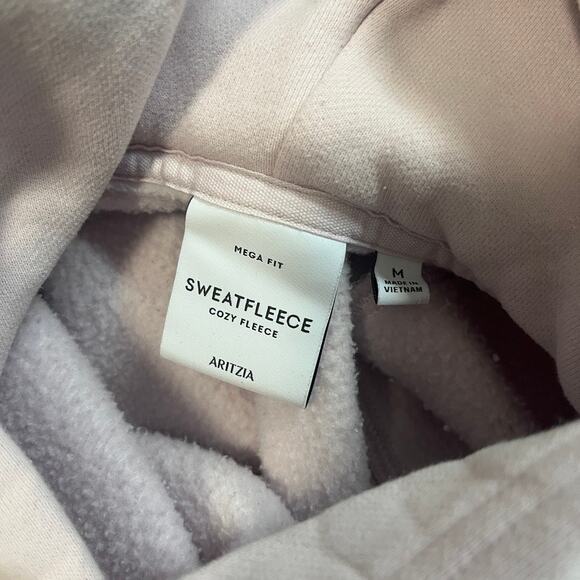 MEGA FIT
SWEATFLEECE
COZY FLEECE
ARITZIA
M
MADE IN
VIETNAM